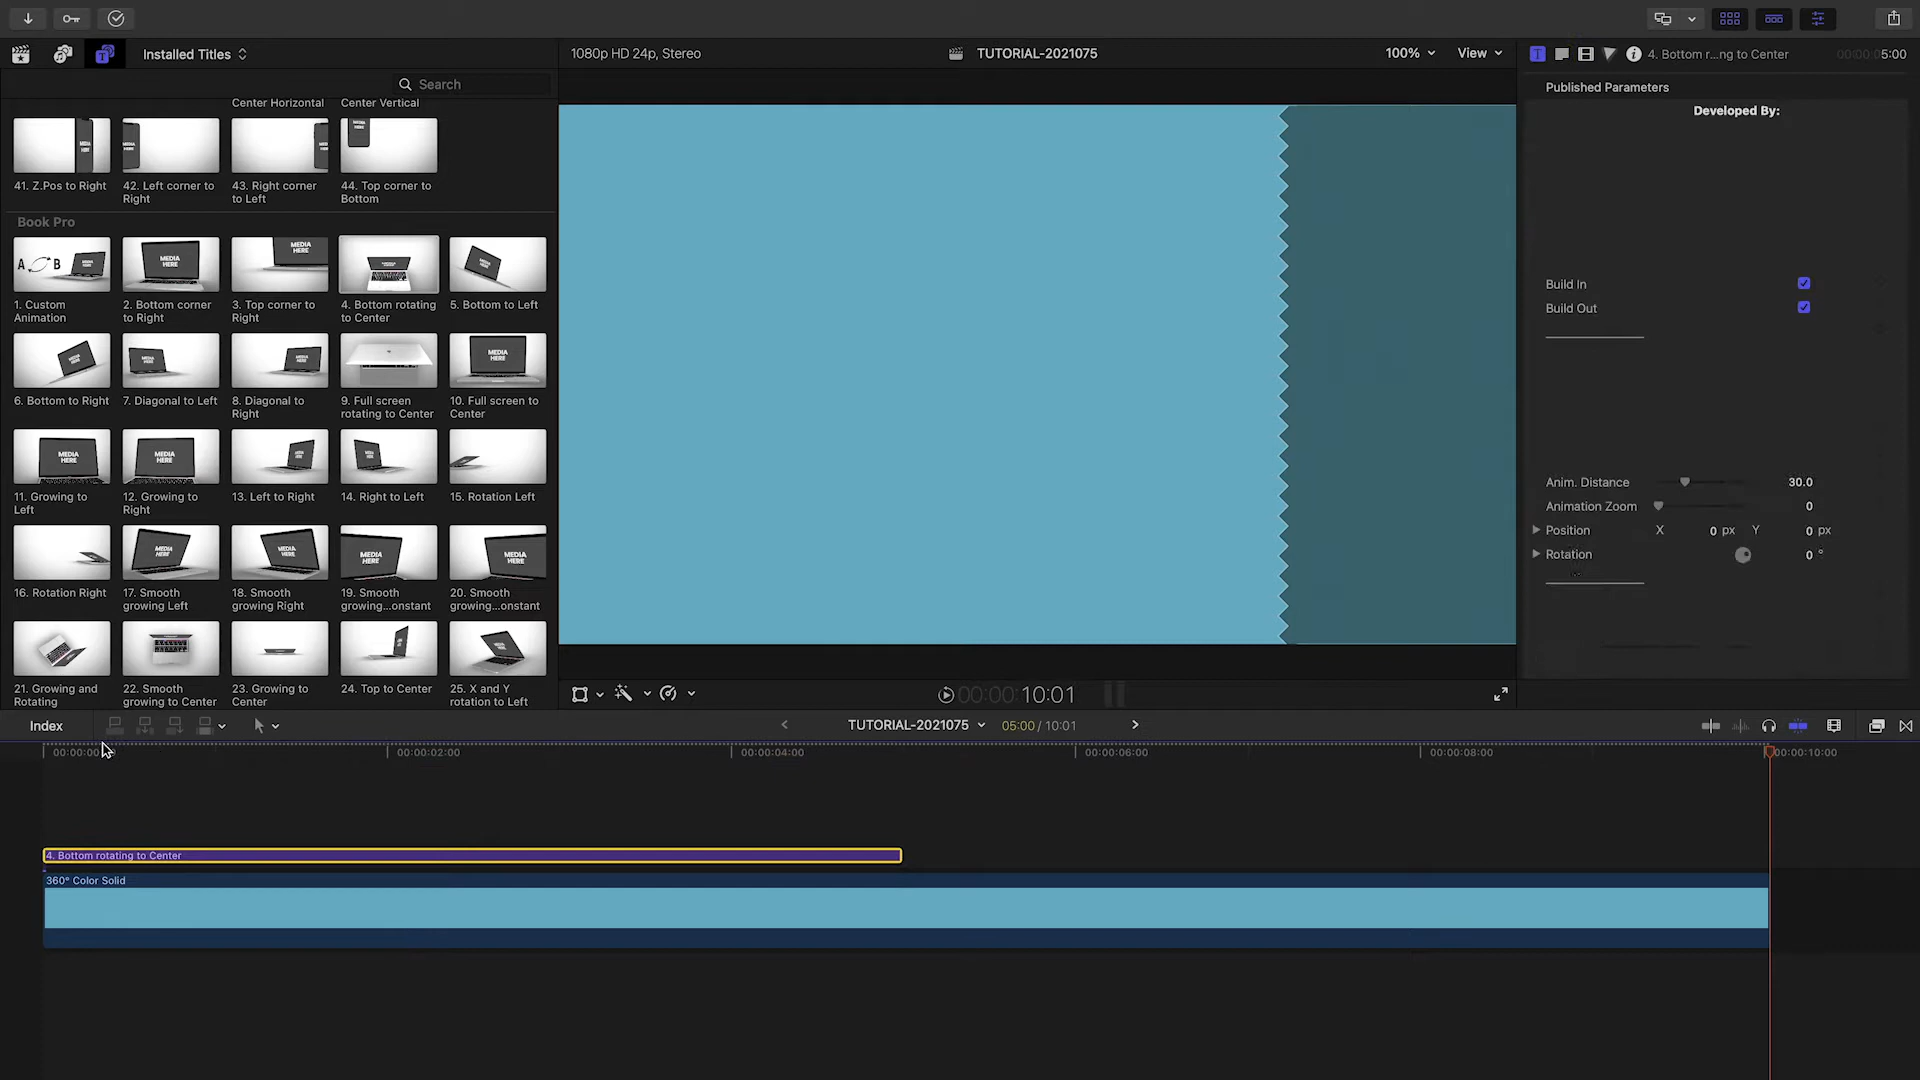 Installed Titles
1080p HD 24p, Stereo
TUTORIAL-2021075
100%
View
4. Bottom r...ng to Center
00:00:05:00
Search
Published Parameters
Developed By:
Center Horizontal
Center Vertical
41. Z.Pos to Right
42. Left corner to
Right
43. Right corner
to Left
44. Top corner to
Bottom
Book Pro
A
B
MEDIA
HERE
1. Custom
Animation
2. Bottom corner
to Right
3. Top corner to
Right
4. Bottom rotating
to Center
5. Bottom to Left
6. Bottom to Right
7. Diagonal to Left
8. Diagonal to
Right
9. Full screen
rotating to Center
10. Full screen to
Center
11. Growing to
Left
12. Growing to
Right
13. Left to Right
14. Right to Left
15. Rotation Left
16. Rotation Right
17. Smooth
growing Left
18. Smooth
growing Right
19. Smooth
growing...onstant
20. Smooth
growing...onstant
21. Growing and
Rotating
22. Smooth
growing to Center
23. Growing to
Center
24. Top to Center
25. X and Y
rotation to Left
Build In
Build Out
Anim. Distance
30.0
Animation Zoom
0
Position
X
0 px
Y
0 px
Rotation
0 °
00:00:10:01
Index
TUTORIAL-2021075
05:00 / 10:01
00:00:02:00
00:00:04:00
00:00:06:00
00:00:08:00
00:00:10:00
4. Bottom rotating to Center
360° Color Solid